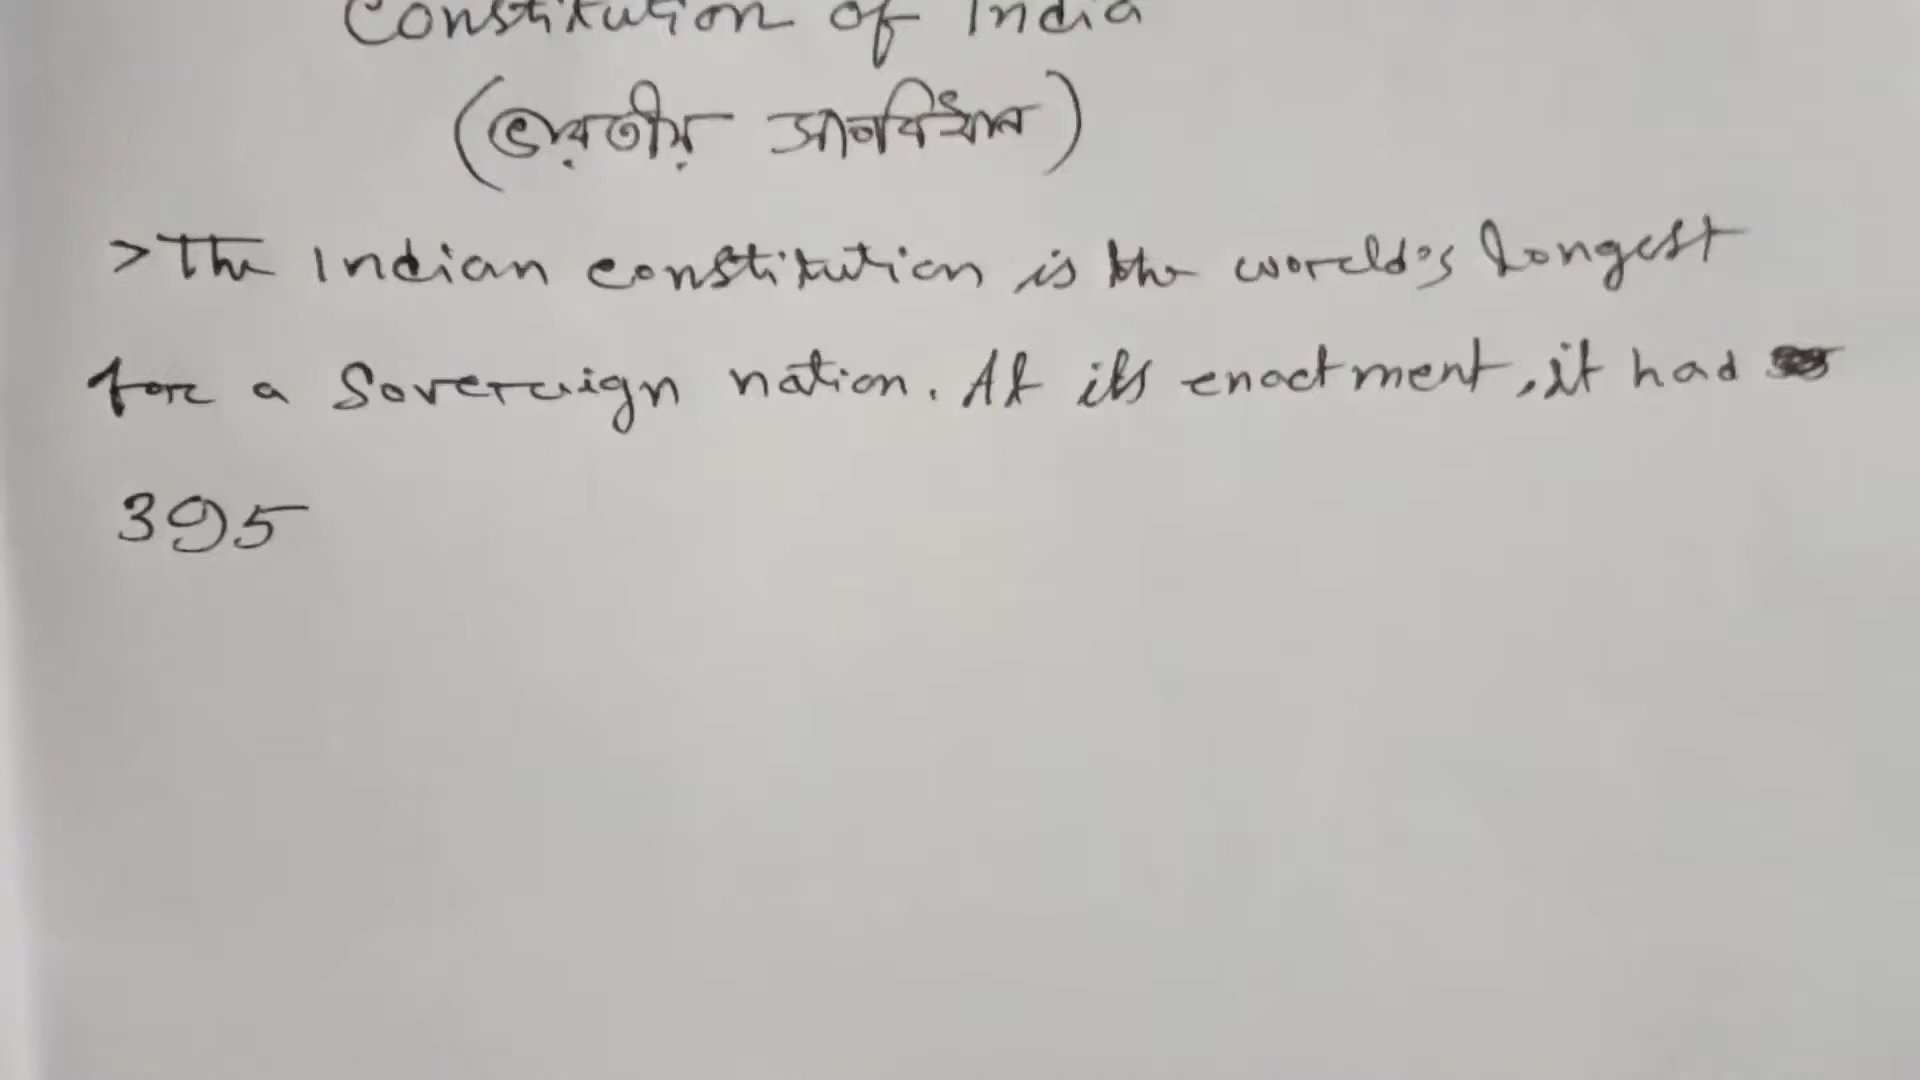 Constitution of India
(ভারতীয় সংবিধান)
> The Indian constitution is the world's longest
for a Sovereign nation. At its enactment, it had
395